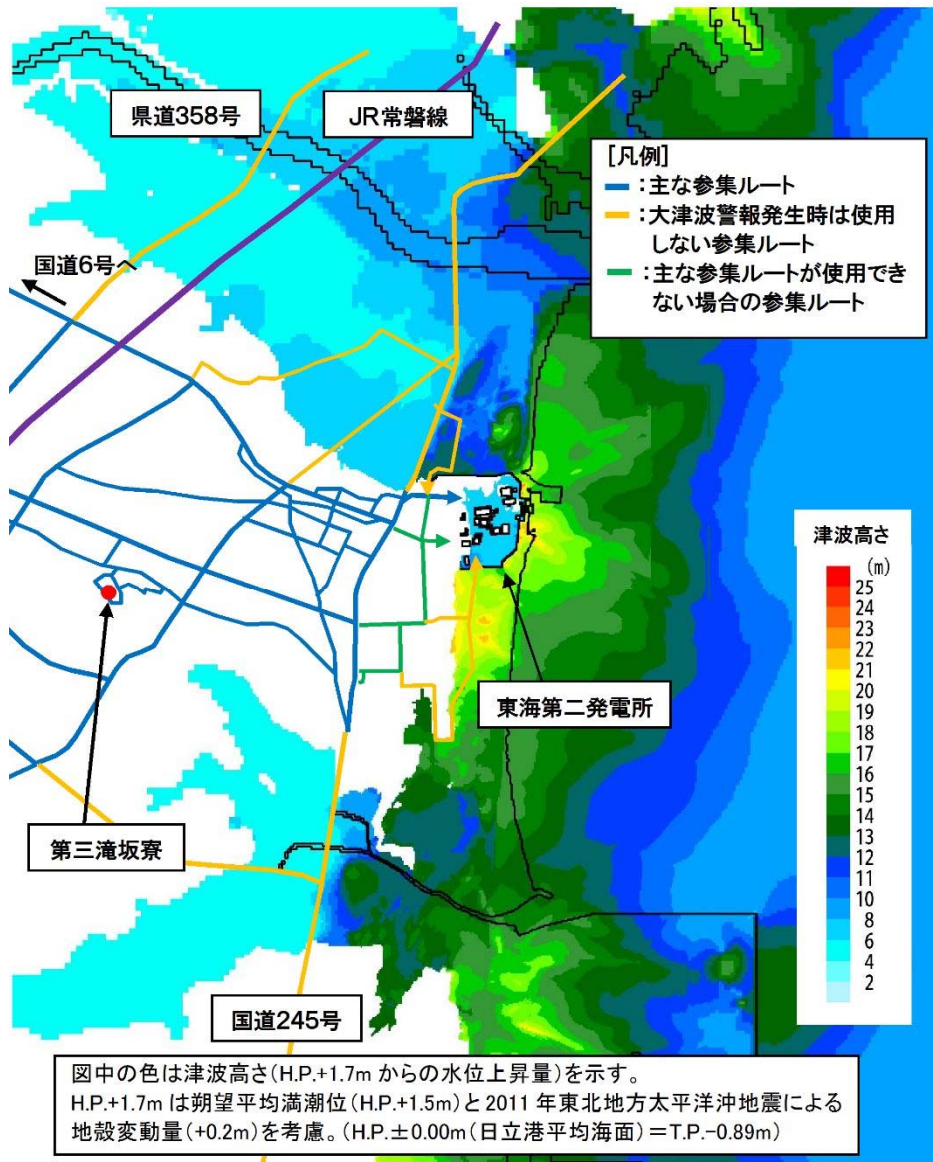 県道358号
JR常磐線
[凡例]
:主な参集ルート
:大津波警報発生時は使用
しない参集ルート
:主な参集ルートが使用でき
ない場合の参集ルート
国道6号へ
津波高さ
(m)
25
24
23
22
21
20
19
18
17
16
15
13
12
11
10
8
6
4
2
東海第二発電所
第三滝坂寮
国道245号
図中の色は津波高さ(H.P.+1.7m からの水位上昇量)を示す。
H.P.+1.7m は朔望平均満潮位(H.P.+1.5m)と2011年東北地方太平洋沖地震による
地殻変動量(+0.2m)を考慮。(H.P.±0.00m(日立港平均海面)=T.P.-0.89m)